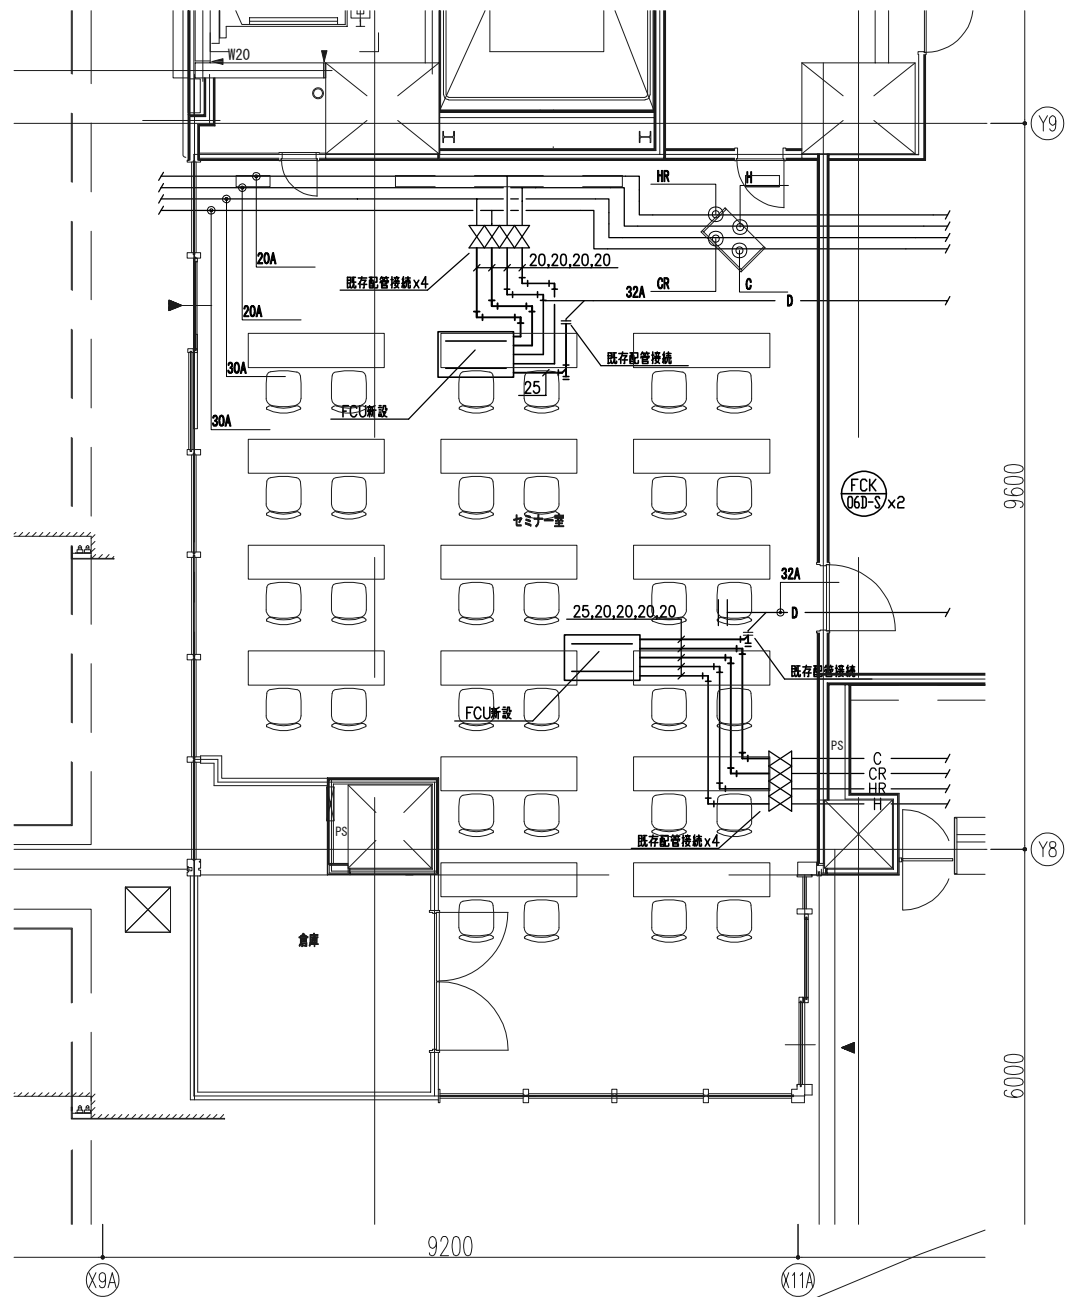 W20
Y9
HR
H
20A
20,20,20,20
既存配管接続x4
32A
CR
C
D
20A
既存配管接続
30A
25
FCU新設
30A
9600
FCK
06D-S x2
セミナー室
32A
25,20,20,20,20
D
既存配管接続
FCU新設
PS
C
CR
HR
H
PS
既存配管接続x4
Y8
倉庫
6000
9200
X9A
X11A